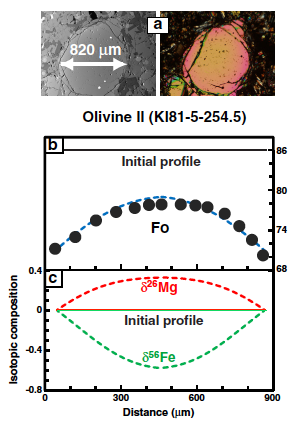 a
820 μm
Olivine II (KI81-5-254.5)
b
86
Initial profile
80
Fo
74
68
0.4
c
δ26Mg
0
Initial profile
-0.4
δ56Fe
-0.8
Isotopic composition
0
300
600
900
Distance (μm)